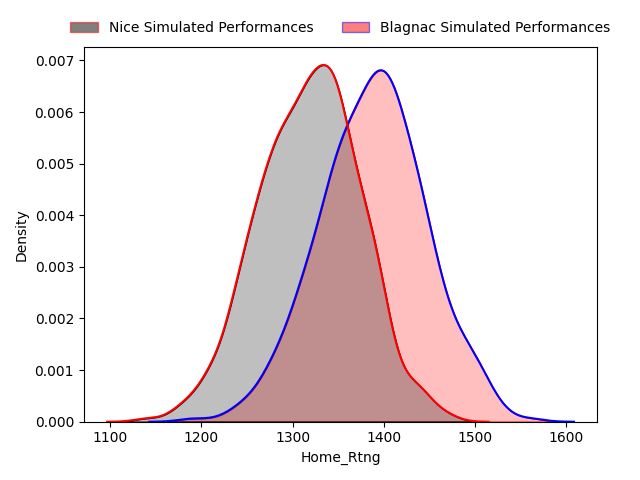 Nice Simulated Performances
Blagnac Simulated Performances
0.007
0.006
0.005
0.004
0.003
0.002
0.001
0.000
Density
1100 1200 1300 1400 1500 1600
Home_Rtng